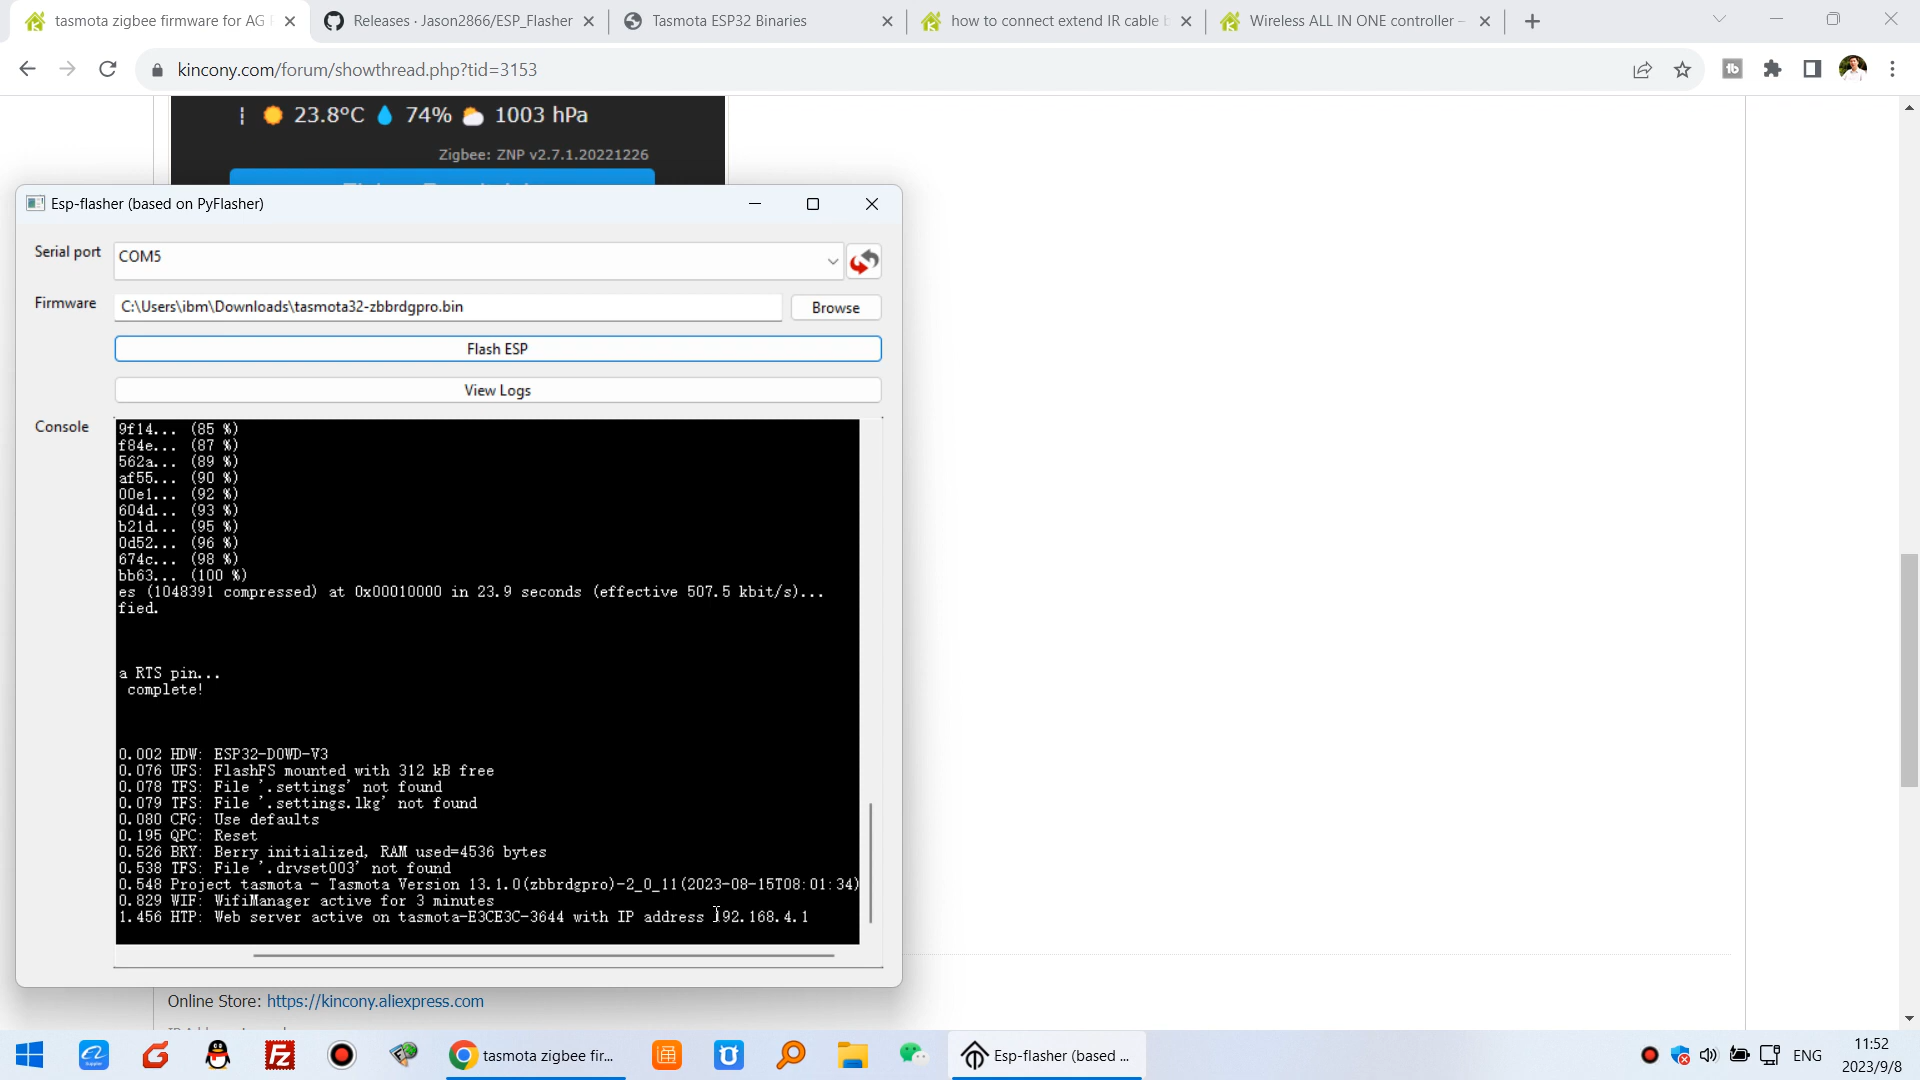 tasmota zigbee firmware for AG
Releases · Jason2866/ESP_Flasher
Tasmota ESP32 Binaries
how to connect extend IR cable
Wireless ALL IN ONE controller –
kincony.com/forum/showthread.php?tid=3153
23.8°C 74% 1003 hPa
Zigbee: ZNP v2.7.1.20221226
Esp-flasher (based on PyFlasher)
Serial port COM5
Firmware C:\Users\ibm\Downloads\tasmota32-zbbrdgpro.bin Browse
Flash ESP
View Logs
Console
9f14... (85 %)
f84e... (87 %)
562a... (89 %)
af55... (90 %)
00e1... (92 %)
604d... (93 %)
b21d... (95 %)
0d52... (96 %)
674c... (98 %)
bb63... (100 %)
es (1048391 compressed) at 0x00010000 in 23.9 seconds (effective 507.5 kbit/s)...
fied.
a RTS pin...
complete!
0.002 HDW: ESP32-D0WD-V3
0.076 UFS: FlashFS mounted with 312 kB free
0.078 TFS: File '.settings' not found
0.079 TFS: File '.settings.lkg' not found
0.080 CFG: Use defaults
0.195 QPC: Reset
0.526 BRY: Berry initialized, RAM used=4536 bytes
0.538 TFS: File '.drvset003' not found
0.548 Project tasmota - Tasmota Version 13.1.0(zbbrdgpro)-2_0_11(2023-08-15T08:01:34)
0.829 WIF: WifiManager active for 3 minutes
1.456 HTP: Web server active on tasmota-E3CE3C-3644 with IP address 192.168.4.1
Online Store: https://kincony.aliexpress.com
tasmota zigbee fir...
Esp-flasher (based ...
ENG
11:52
2023/9/8